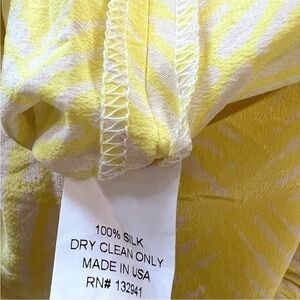 100% SILK
DRY CLEAN ONLY
MADE IN USA
RN# 132941